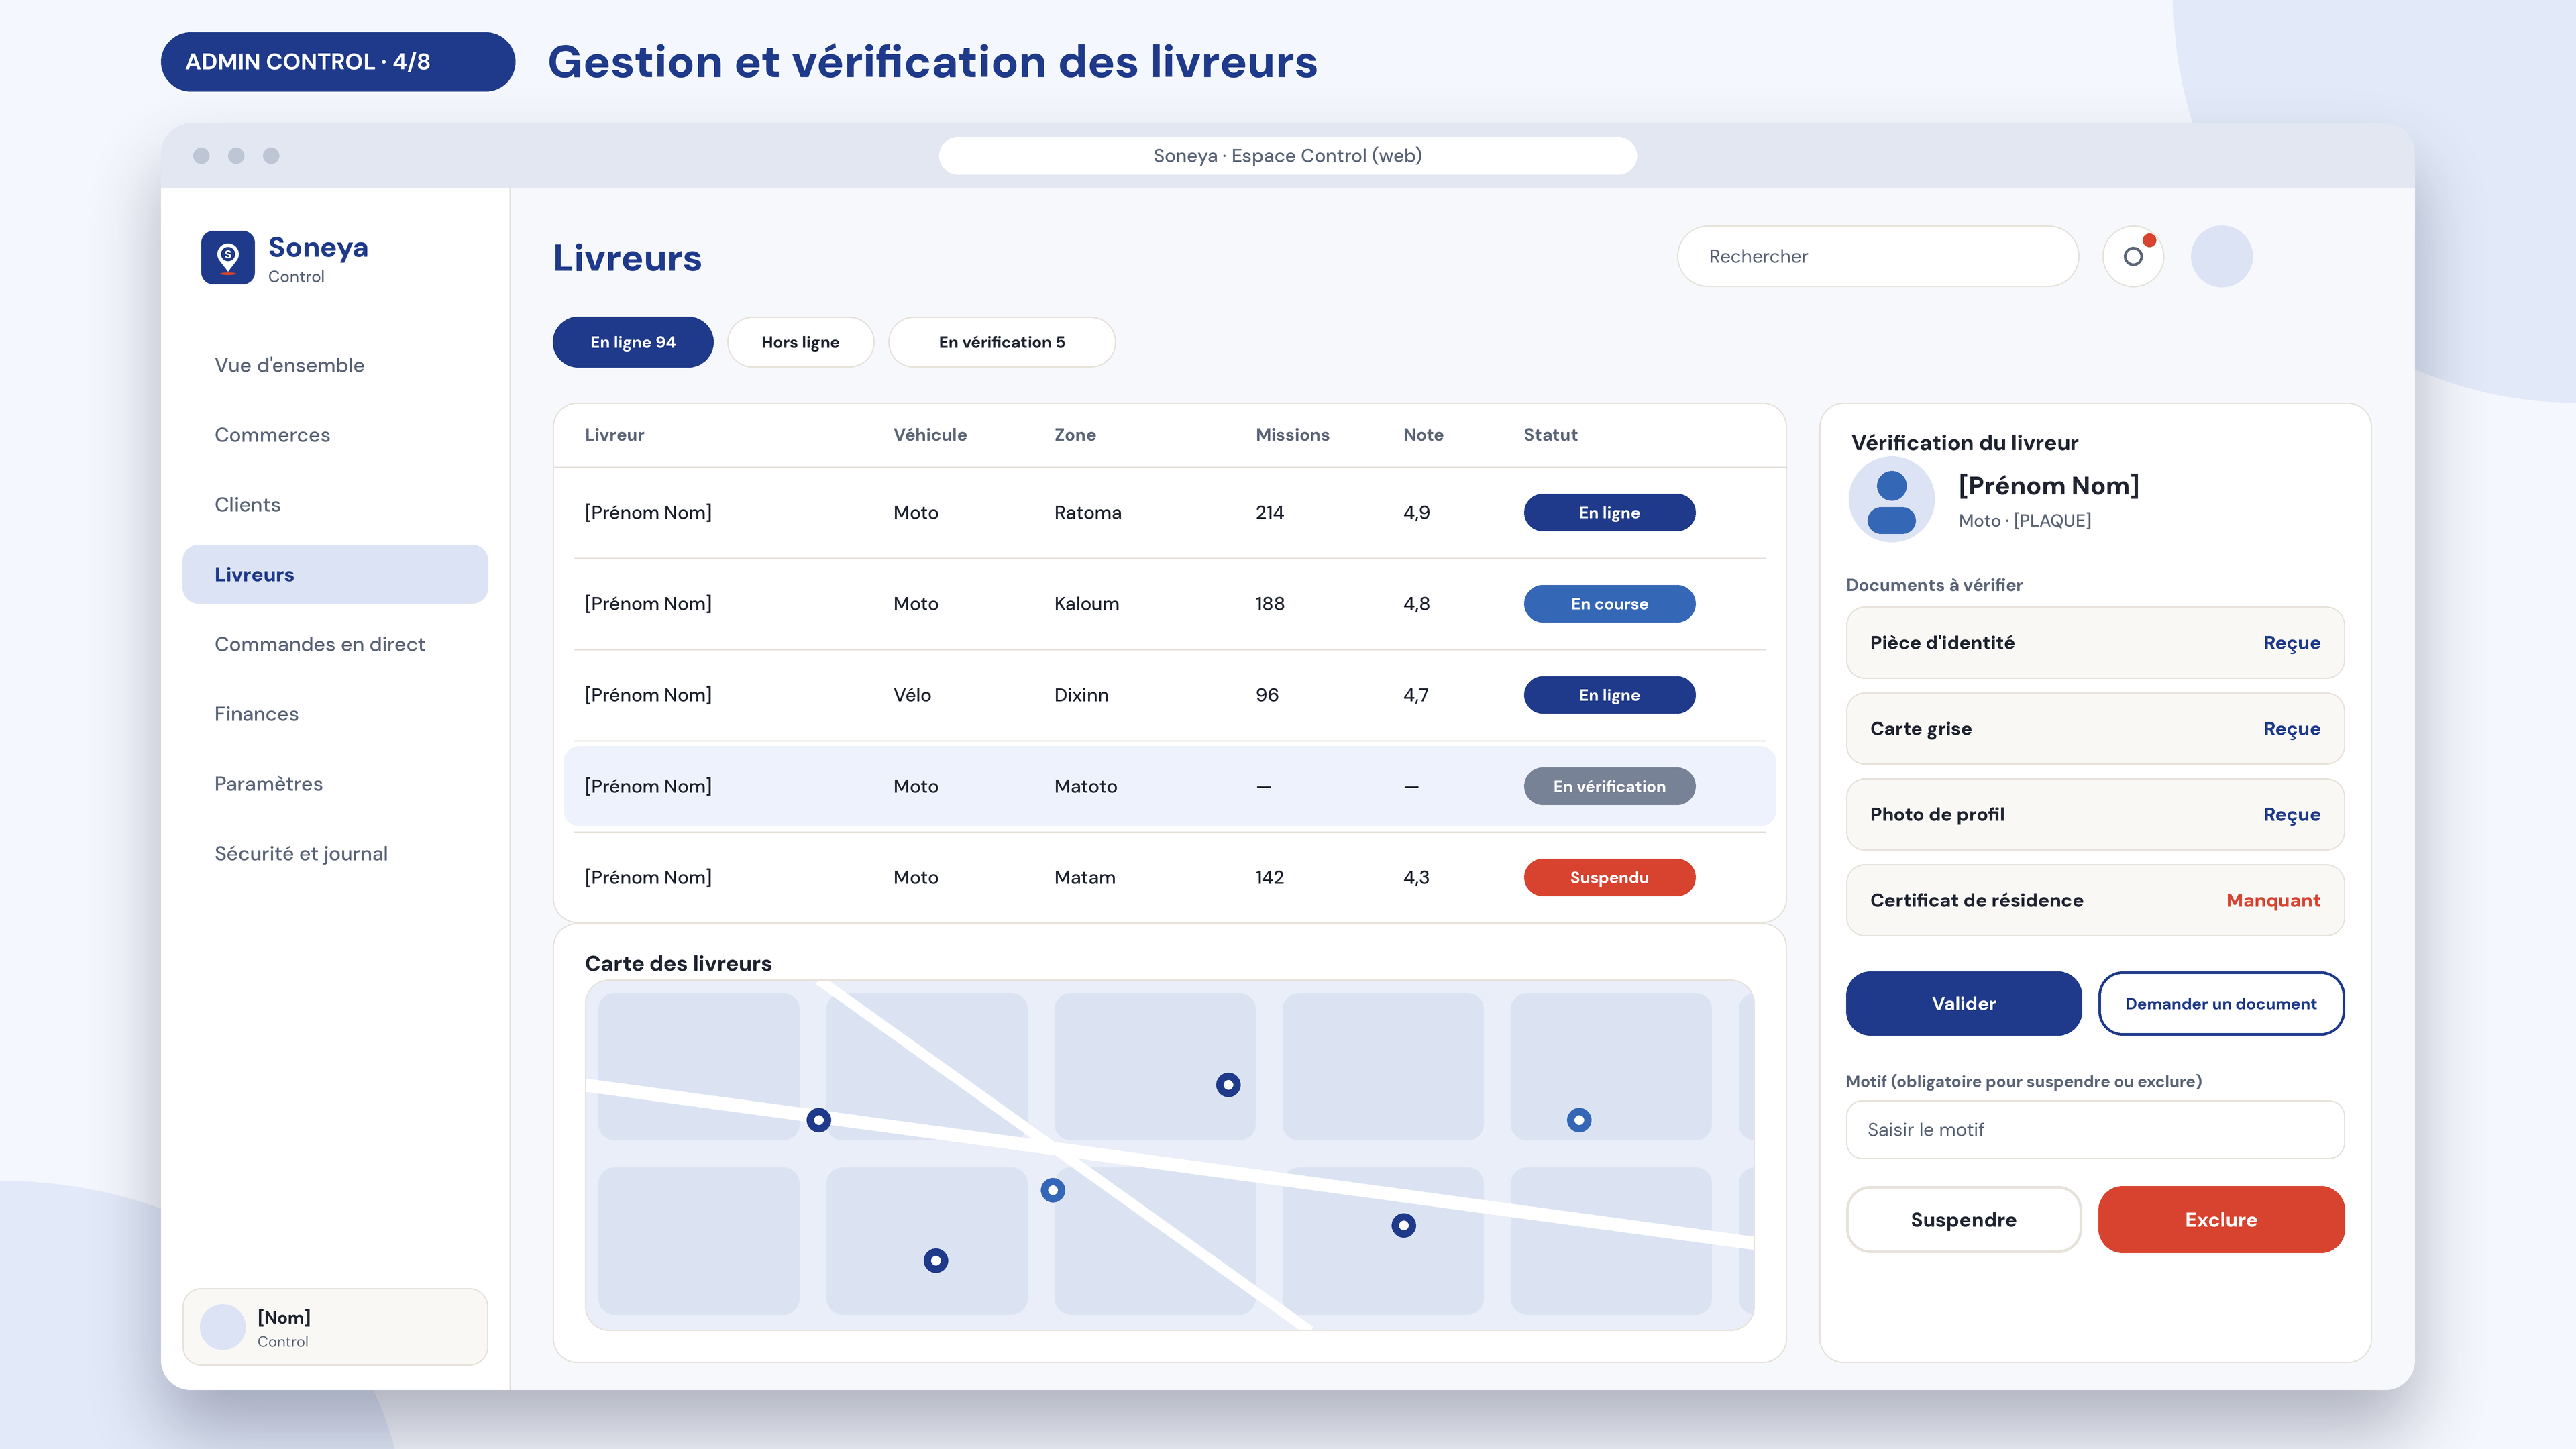 ADMIN CONTROL · 4/8
Gestion et vérification des livreurs
Soneya · Espace Control (web)
S
Soneya
Control
Vue d'ensemble
Commerces
Clients
Livreurs
Commandes en direct
Finances
Paramètres
Sécurité et journal
[Nom]
Control
Livreurs
Rechercher
En ligne 94
Hors ligne
En vérification 5
Livreur Véhicule Zone Missions Note Statut
[Prénom Nom] Moto Ratoma 214 4,9 En ligne
[Prénom Nom] Moto Kaloum 188 4,8 En course
[Prénom Nom] Vélo Dixinn 96 4,7 En ligne
[Prénom Nom] Moto Matoto — — En vérification
[Prénom Nom] Moto Matam 142 4,3 Suspendu
Carte des livreurs
Vérification du livreur
[Prénom Nom]
Moto · [PLAQUE]
Documents à vérifier
Pièce d'identité Reçue
Carte grise Reçue
Photo de profil Reçue
Certificat de résidence Manquant
Valider
Demander un document
Motif (obligatoire pour suspendre ou exclure)
Saisir le motif
Suspendre
Exclure